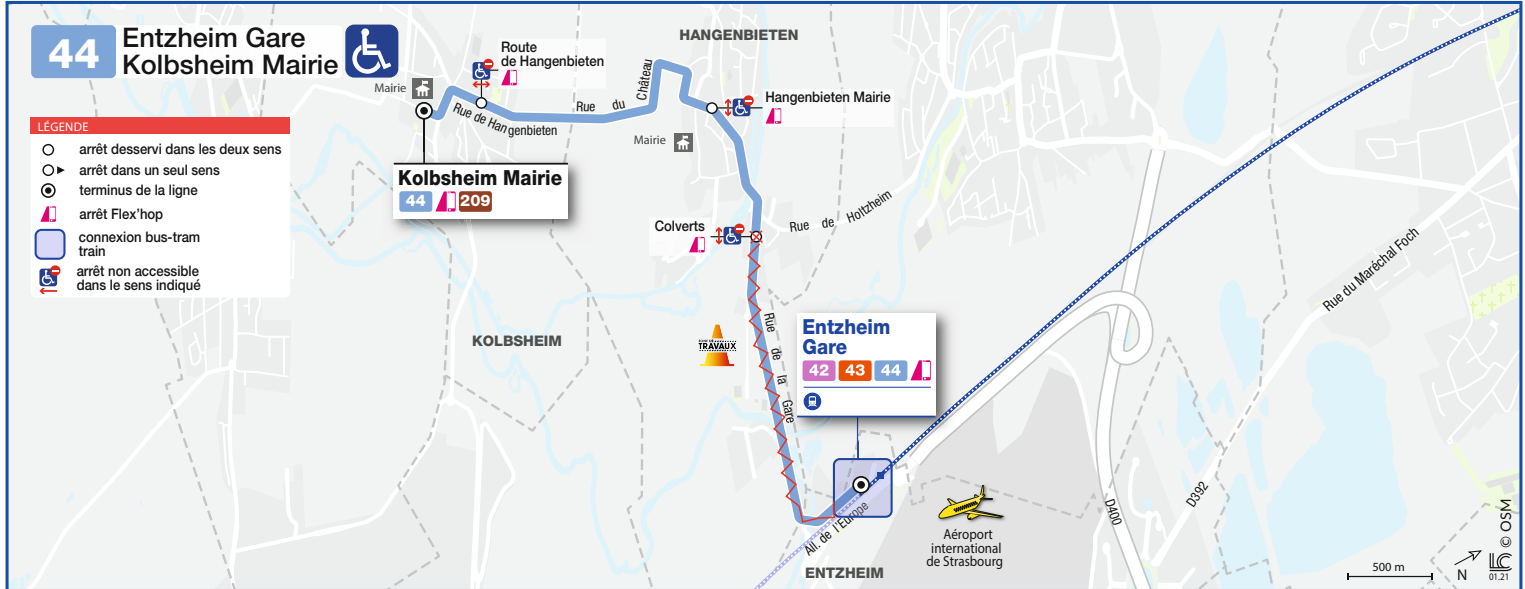 44
Entzheim Gare
Kolbsheim Mairie
LÉGENDE
arrêt desservi dans les deux sens
arrêt dans un seul sens
terminus de la ligne
arrêt Flex'hop
connexion bus-tram
train
arrêt non accessible
dans le sens indiqué
Mairie
Route
de Hangenbieten
Rue de Hangenbieten
Rue du Château
HANGENBIETEN
Hangenbieten Mairie
Mairie
Kolbsheim Mairie
44 209
Colverts
Rue de Holtzheim
KOLBSHEIM
TRAVAUX
Rue de la Gare
Entzheim
Gare
42 43 44
Rue du Maréchal Foch
All. de l'Europe
ENTZHEIM
Aéroport
international
de Strasbourg
D400
D392
500 m
N
LC
01.21
© OSM